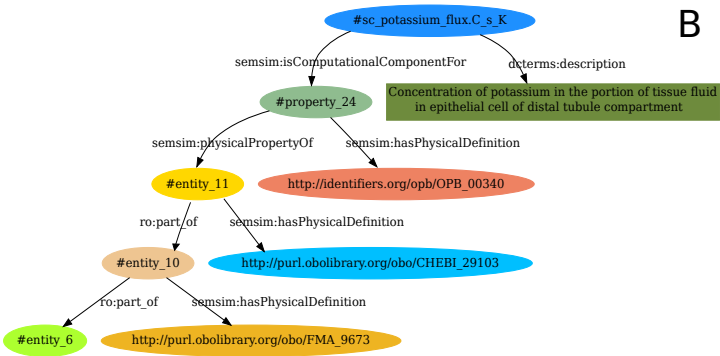 #sc_potassium_flux.C_s_K
B
semsim:isComputationalComponentFor
dcterms:description
#property_24
Concentration of potassium in the portion of tissue fluid
in epithelial cell of distal tubule compartment
semsim:physicalPropertyOf
semsim:hasPhysicalDefinition
#entity_11
http://identifiers.org/opb/OPB_00340
ro:part_of
semsim:hasPhysicalDefinition
#entity_10
http://purl.obolibrary.org/obo/CHEBI_29103
ro:part_of
semsim:hasPhysicalDefinition
#entity_6
http://purl.obolibrary.org/obo/FMA_9673